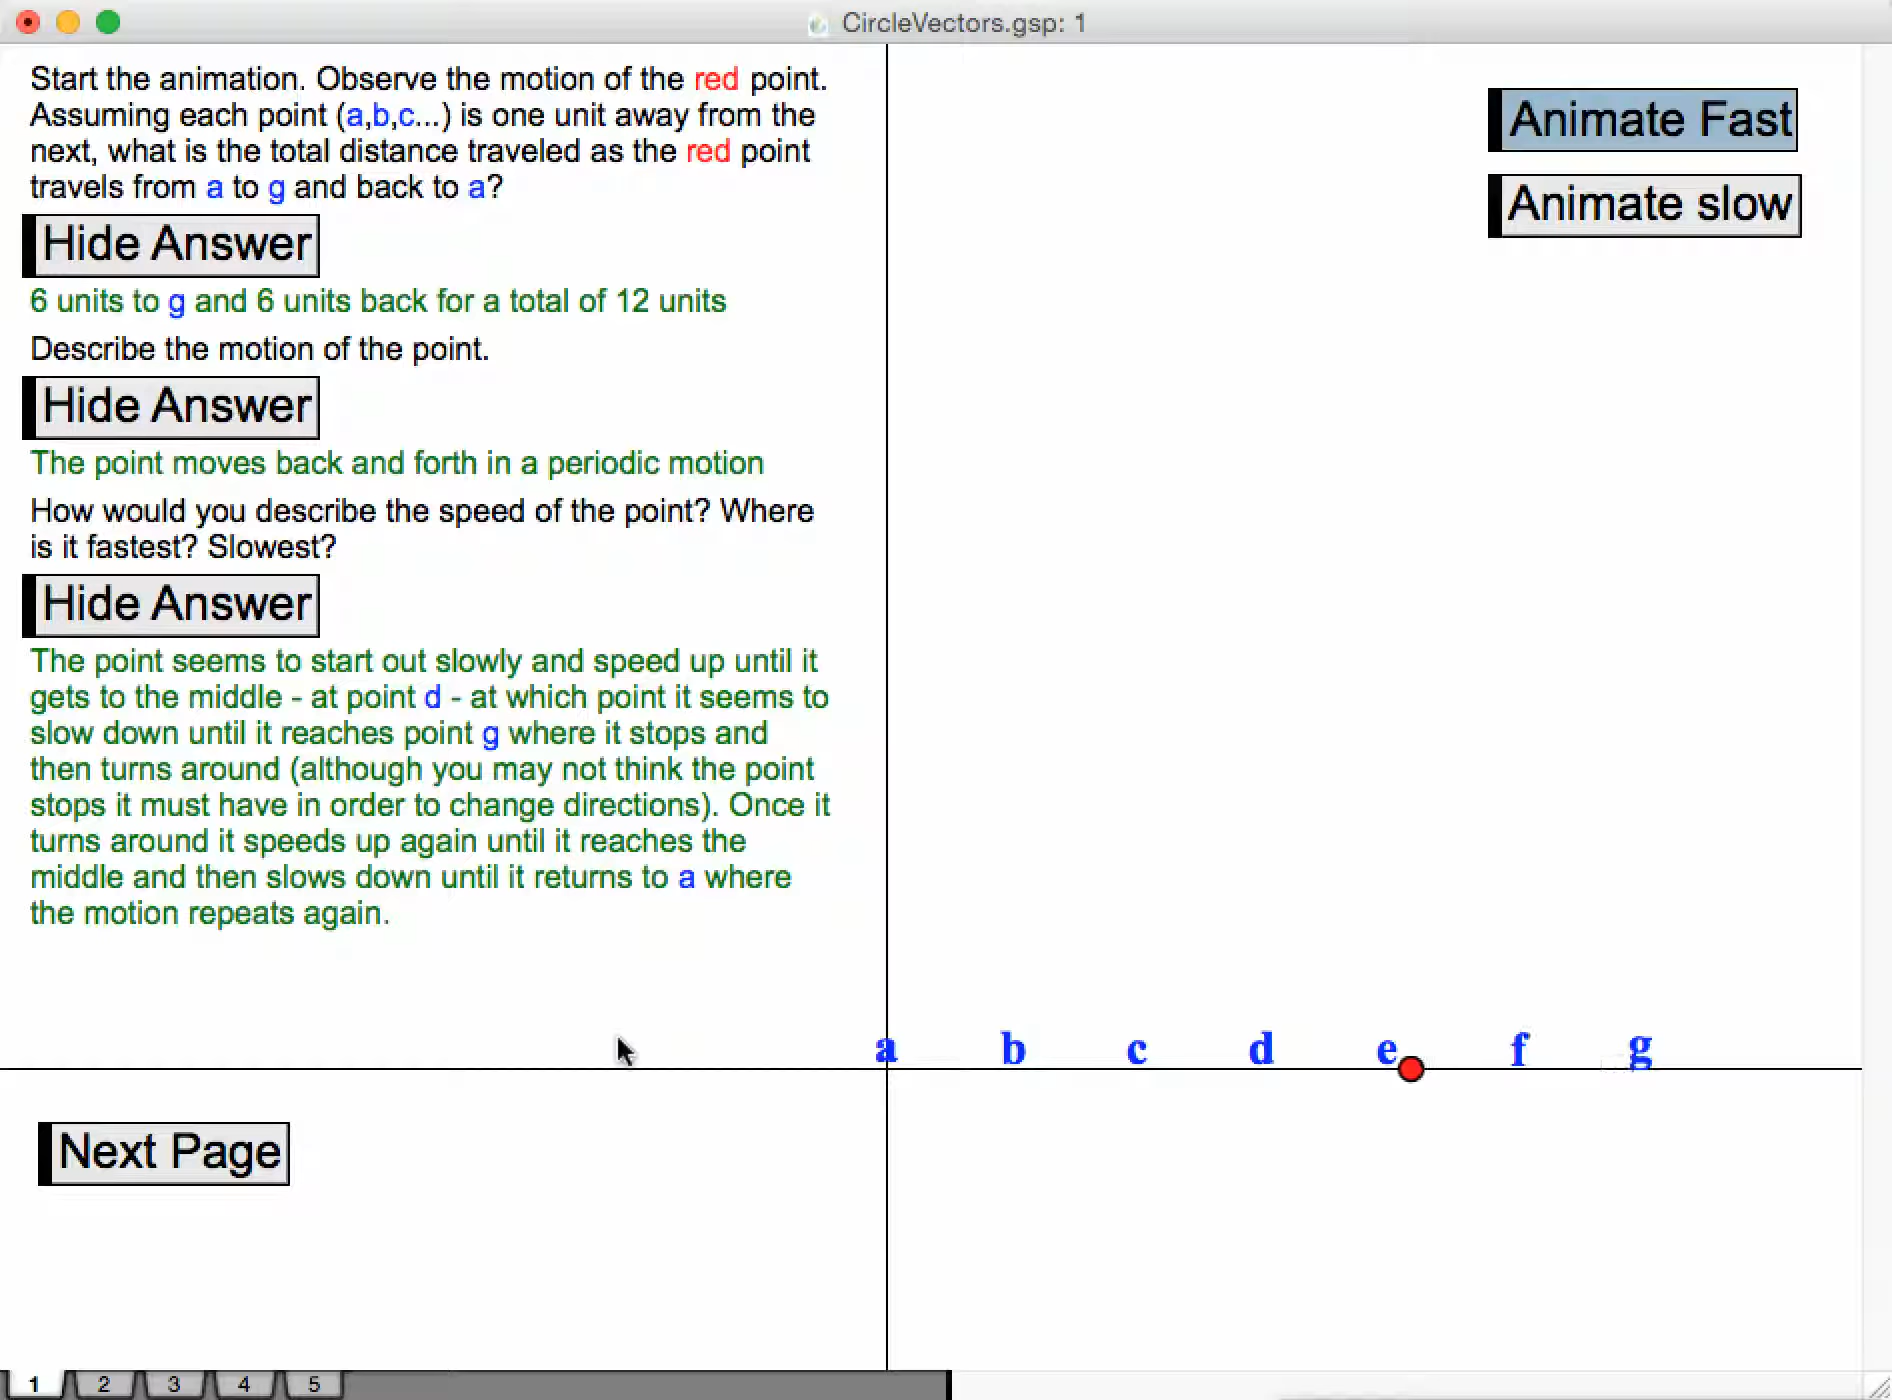 CircleVectors.gsp: 1
Start the animation. Observe the motion of the red point.
Assuming each point (a,b,c...) is one unit away from the
next, what is the total distance traveled as the red point
travels from a to g and back to a?
Hide Answer
6 units to g and 6 units back for a total of 12 units
Describe the motion of the point.
Hide Answer
The point moves back and forth in a periodic motion
How would you describe the speed of the point? Where
is it fastest? Slowest?
Hide Answer
The point seems to start out slowly and speed up until it
gets to the middle - at point d - at which point it seems to
slow down until it reaches point g where it stops and
then turns around (although you may not think the point
stops it must have in order to change directions). Once it
turns around it speeds up again until it reaches the
middle and then slows down until it returns to a where
the motion repeats again.
Animate Fast
Animate slow
a b c d e f g
Next Page
1 2 3 4 5